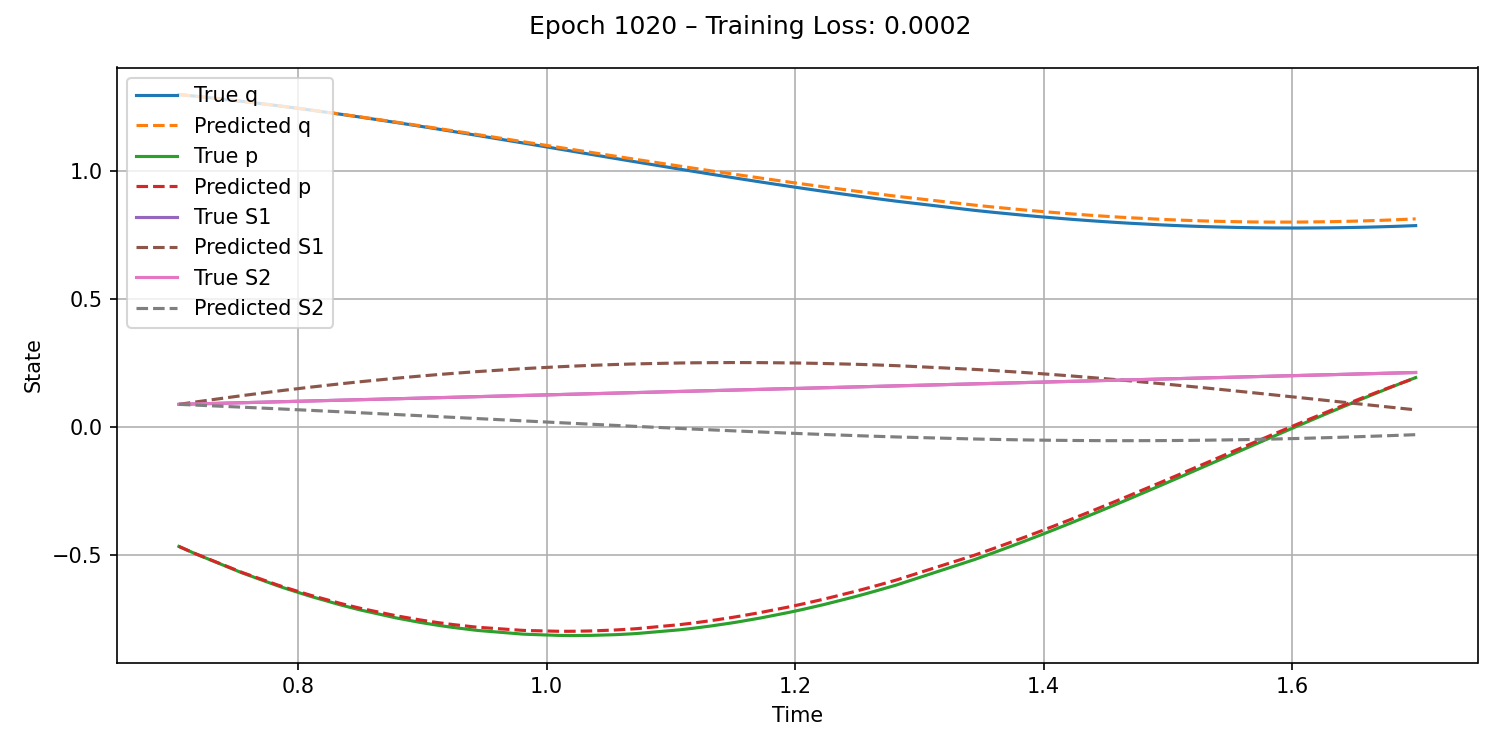 Epoch 1020 – Training Loss: 0.0002
True q
Predicted q
True p
Predicted p
True S1
Predicted S1
True S2
Predicted S2
1.0
0.5
0.0
−0.5
State
0.8
1.0
1.2
1.4
1.6
Time